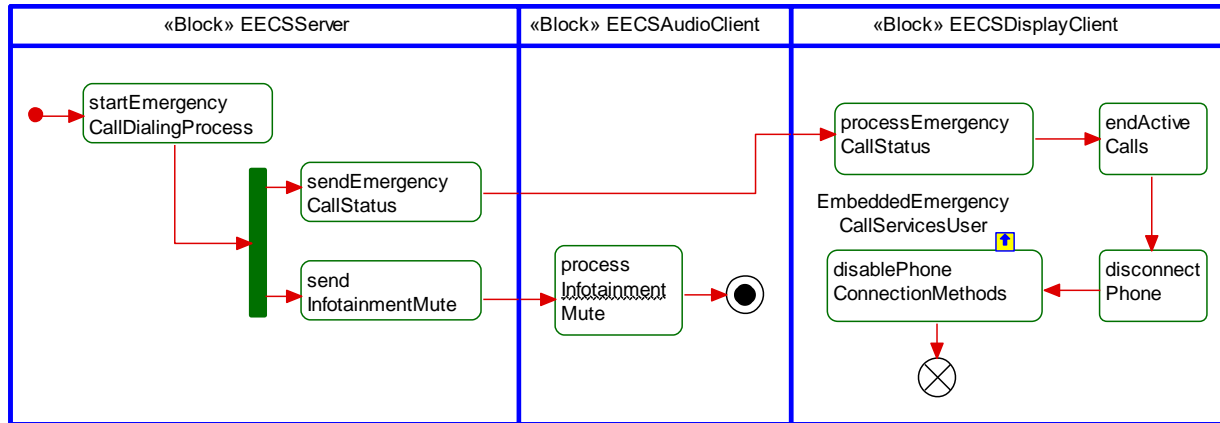 «Block» EECSServer
«Block» EECSAudioClient
«Block» EECSDisplayClient
startEmergency
CallDialingProcess
sendEmergency
CallStatus
send
InfotainmentMute
process
Infotainment
Mute
processEmergency
CallStatus
endActive
Calls
EmbeddedEmergency
CallServicesUser
disablePhone
ConnectionMethods
disconnect
Phone